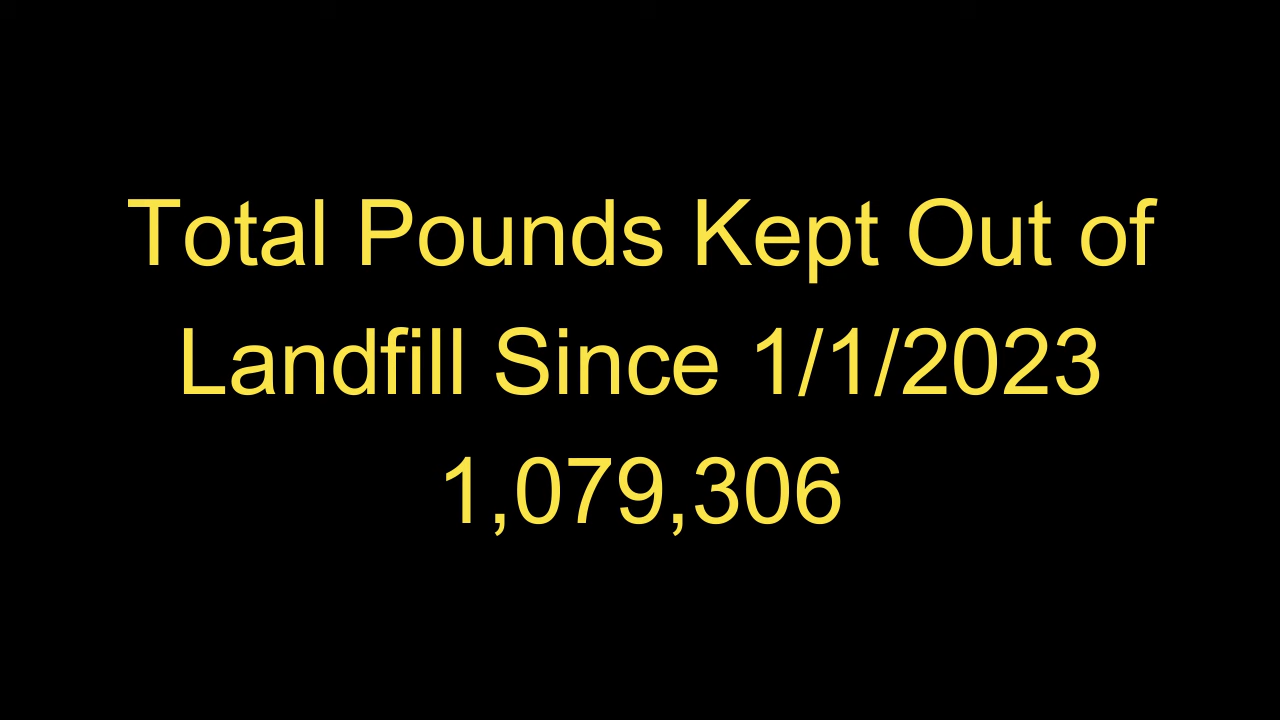 Total Pounds Kept Out of
Landfill Since 1/1/2023
1,079,306